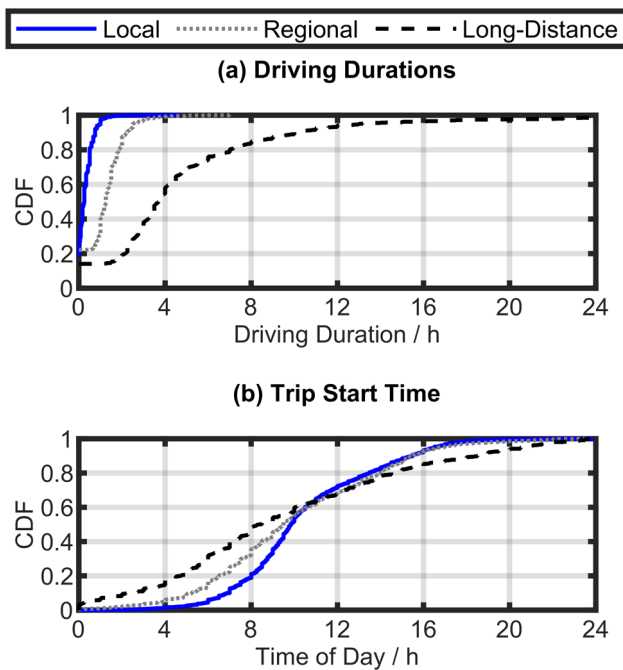 Local Regional Long-Distance
(a) Driving Durations
1
0.8
0.6
0.4
0.2
0
CDF
0 4 8 12 16 20 24
Driving Duration / h
(b) Trip Start Time
1
0.8
0.6
0.4
0.2
0
CDF
0 4 8 12 16 20 24
Time of Day / h